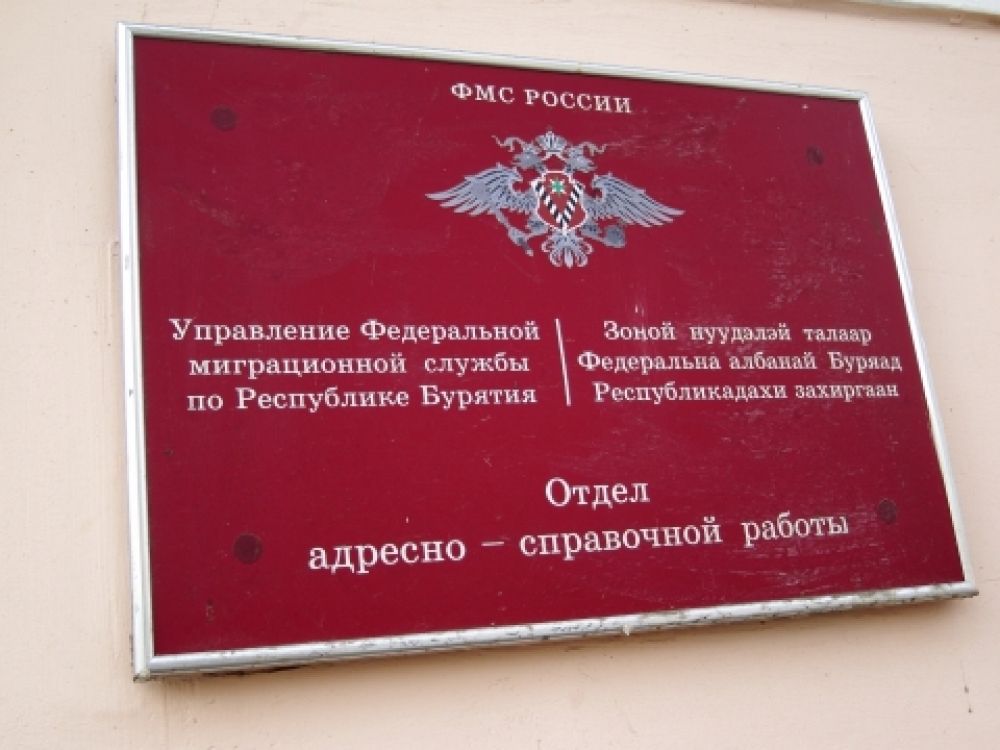 ФМС РОССИИ
Управление Федеральной
миграционной службы
по Республике Бурятия
Зоной нуудэлэй талаар
Федеральна албанай Буряад
Республикадахи захиргаан
Отдел
адресно – справочной работы